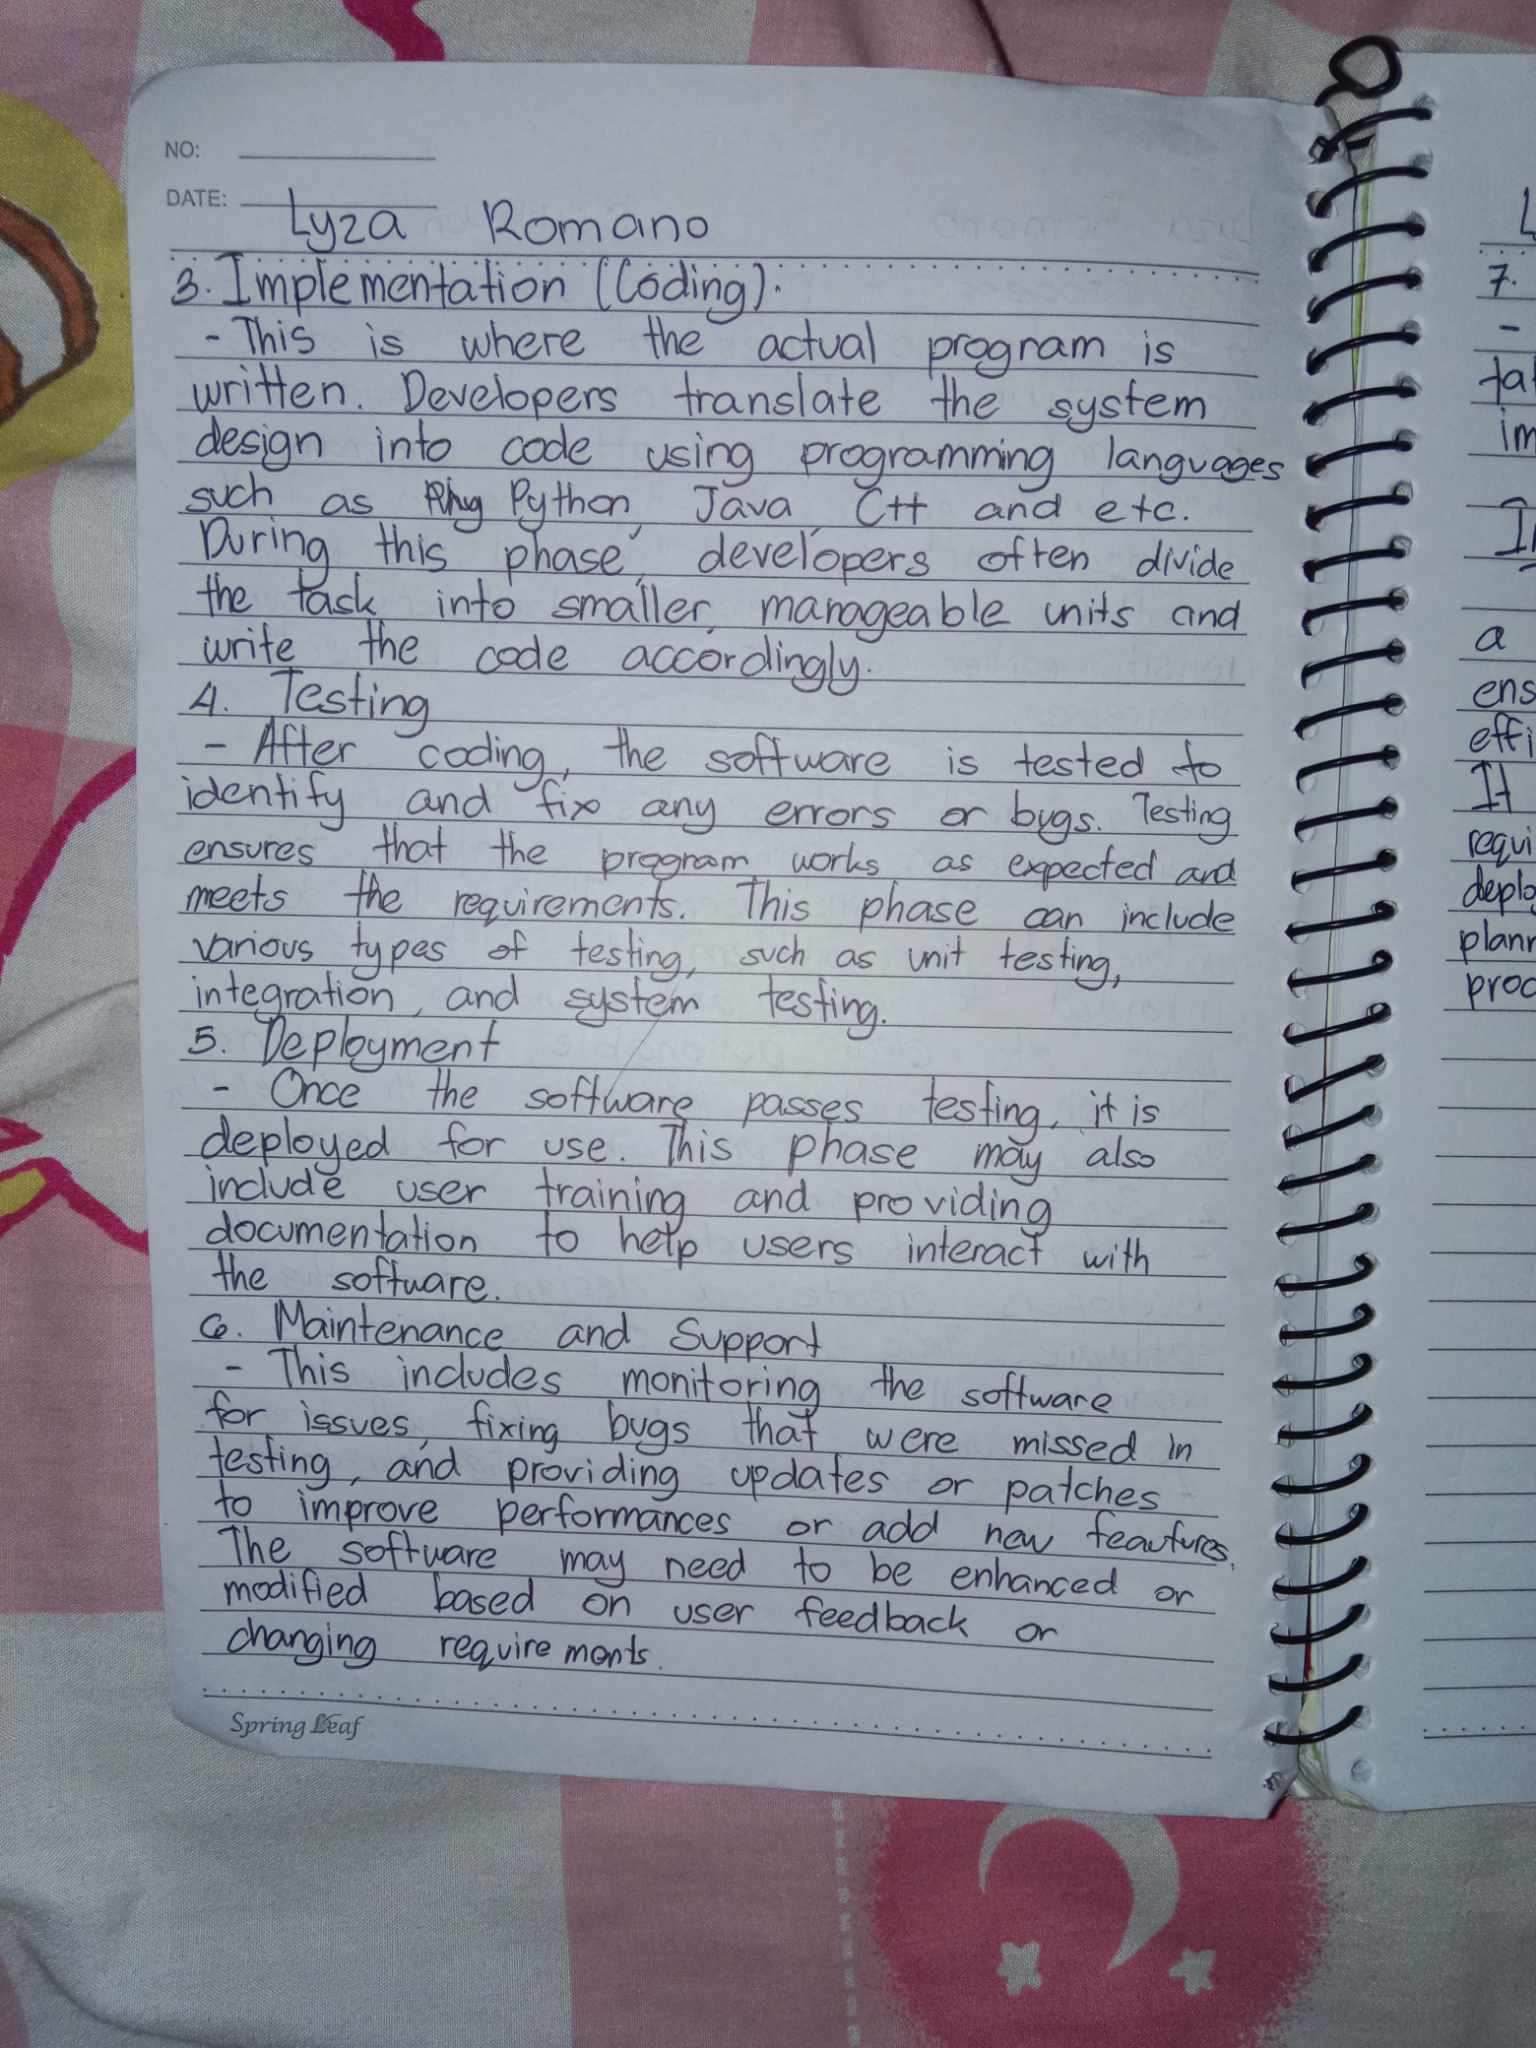 NO:
DATE:
Lyza Romano
3. Implementation (Coding).
- This is where the actual program is
written. Developers translate the system
design into code using programming languages
such as Python, Java, C++ and etc.
During this phase, developers often divide
the task into smaller, manageable units and
write the code accordingly.
4. Testing
- After coding, the software is tested to
identify and fix any errors or bugs. Testing
ensures that the program works as expected and
meets the requirements. This phase can include
various types of testing, such as unit testing,
integration, and system testing.
5. Deployment
- Once the software passes testing, it is
deployed for use. This phase may also
include user training and providing
documentation to help users interact with
the software.
6. Maintenance and Support
- This includes monitoring the software
for issues, fixing bugs that were missed in
testing, and providing updates or patches
to improve performances or add new feautures.
The software may need to be enhanced or
modified based on user feedback or
changing requirements.
Spring Leaf
7.
-
a
It